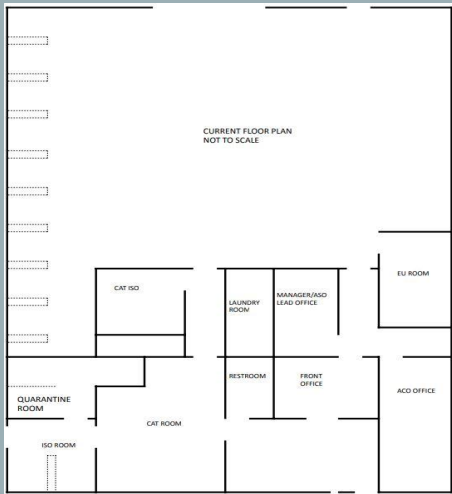 CURRENT FLOOR PLAN
NOT TO SCALE
EU ROOM
CAT ISO
LAUNDRY
ROOM
MANAGER/ASO
LEAD OFFICE
RESTROOM
FRONT
OFFICE
ACO OFFICE
QUARANTINE
ROOM
CAT ROOM
ISO ROOM